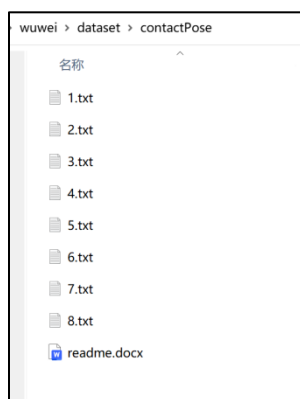 › wuwei › dataset › contactPose
名称
1.txt
2.txt
3.txt
4.txt
5.txt
6.txt
7.txt
8.txt
readme.docx